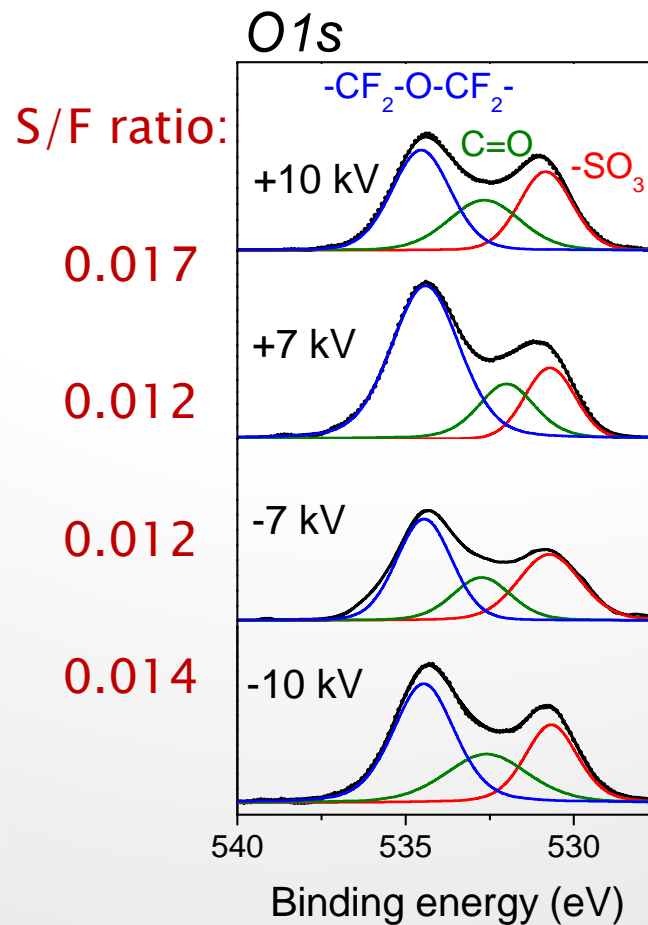 O1s
S/F ratio:
-CF₂-O-CF₂-
C=O
-SO₃
+10 kV
0.017
+7 kV
0.012
-7 kV
0.012
-10 kV
0.014
540 535 530
Binding energy (eV)